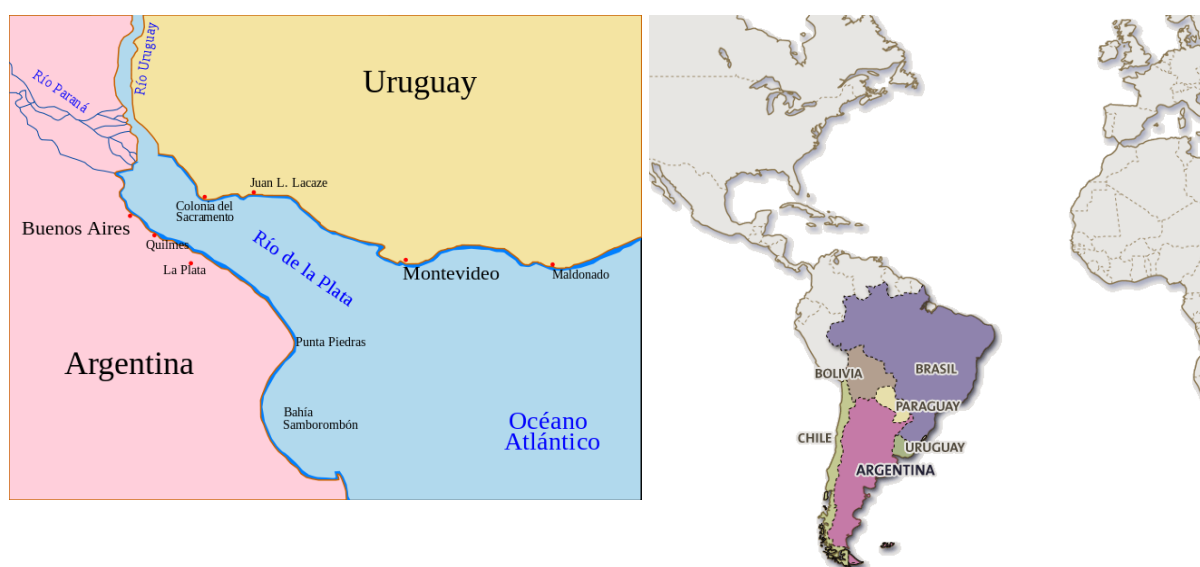 Río Uruguay
Uruguay
Río Paraná
Juan L. Lacaze
Colonia del
Sacramento
Buenos Aires
Quilmes
Río de la Plata
La Plata
Montevideo
Maldonado
Punta Piedras
Argentina
Bahía
Samborombón
Océano
Atlántico
BRASIL
BOLIVIA
PARAGUAY
CHILE
URUGUAY
ARGENTINA